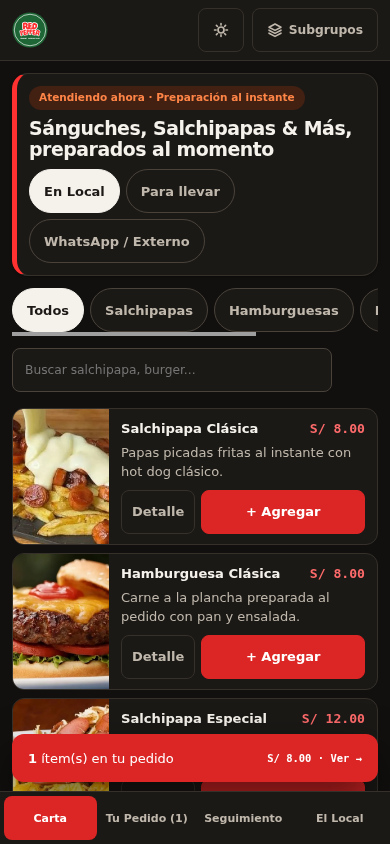 RED PEPPER
Subgrupos
Atendiendo ahora · Preparación al instante
Sánguches, Salchipapas & Más,
preparados al momento
En Local
Para llevar
WhatsApp / Externo
Todos
Salchipapas
Hamburguesas
Buscar salchipapa, burger...
Salchipapa Clásica
S/ 8.00
Papas picadas fritas al instante con
hot dog clásico.
Detalle
+ Agregar
Hamburguesa Clásica
S/ 8.00
Carne a la plancha preparada al
pedido con pan y ensalada.
Detalle
+ Agregar
Salchipapa Especial
S/ 12.00
1 ítem(s) en tu pedido
S/ 8.00 · Ver →
Carta
Tu Pedido (1)
Seguimiento
El Local